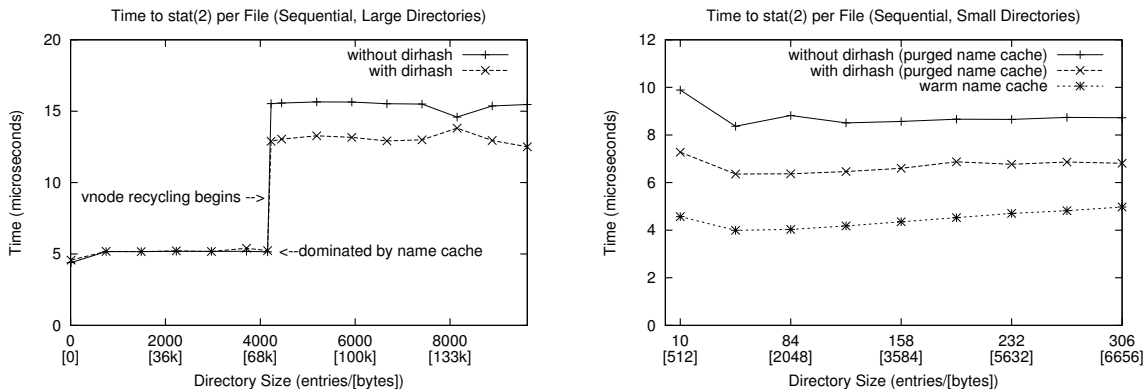 Time to stat(2) per File (Sequential, Large Directories)
20
without dirhash
with dirhash
15
10
vnode recycling begins -->
5
<--dominated by name cache
0
Time (microseconds)
0 2000 4000 6000 8000
[0] [36k] [68k] [100k] [133k]
Directory Size (entries/[bytes])
Time to stat(2) per File (Sequential, Small Directories)
12
without dirhash (purged name cache)
with dirhash (purged name cache)
warm name cache
10
8
6
4
2
0
Time (microseconds)
10 84 158 232 306
[512] [2048] [3584] [5632] [6656]
Directory Size (entries/[bytes])